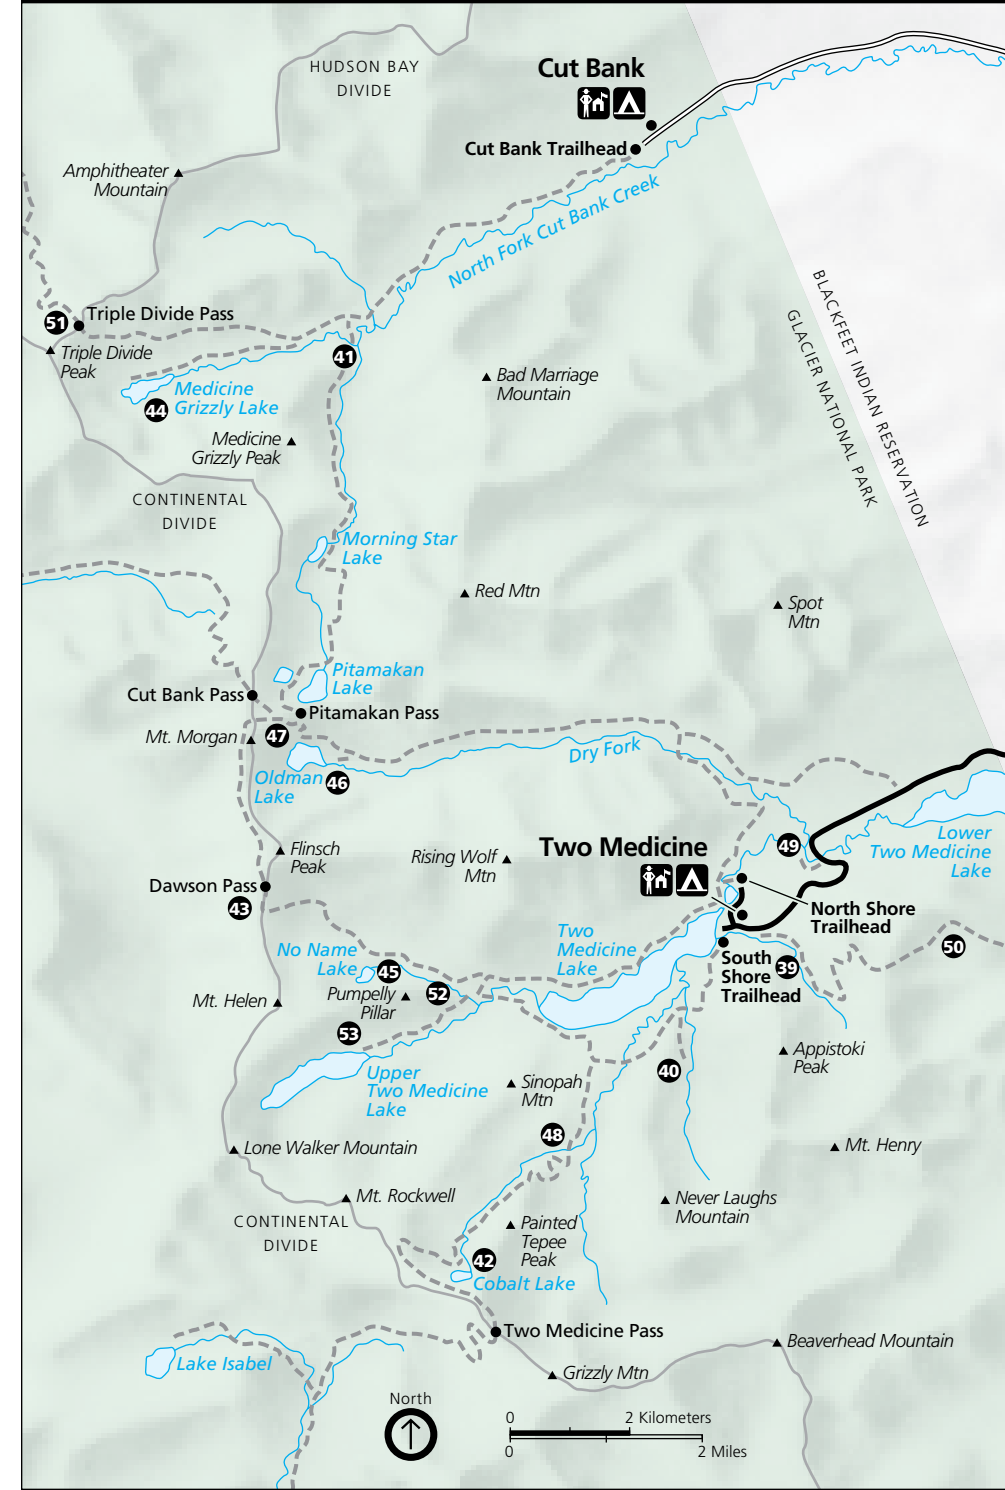 HUDSON BAY
DIVIDE
Cut Bank
Cut Bank Trailhead
Amphitheater
Mountain
North Fork Cut Bank Creek
BLACKFEET INDIAN RESERVATION
GLACIER NATIONAL PARK
51
Triple Divide Pass
Triple Divide
Peak
41
Medicine
Grizzly Lake
44
Bad Marriage
Mountain
Medicine
Grizzly Peak
CONTINENTAL
DIVIDE
Morning Star
Lake
Red Mtn
Spot
Mtn
Pitamakan
Lake
Cut Bank Pass
Pitamakan Pass
Mt. Morgan
47
Dry Fork
Oldman
Lake
46
Lower
Two Medicine
Lake
49
Two Medicine
Flinsch
Peak
Rising Wolf
Mtn
Dawson Pass
43
North Shore
Trailhead
Two
Medicine
Lake
50
No Name
Lake
45
South
Shore
Trailhead
39
Mt. Helen
Pumpelly
Pillar
52
53
Appistoki
Peak
Upper
Two Medicine
Lake
40
Sinopah
Mtn
48
Mt. Henry
Lone Walker Mountain
Mt. Rockwell
Never Laughs
Mountain
CONTINENTAL
DIVIDE
Painted
Tepee
Peak
42
Cobalt Lake
Two Medicine Pass
Beaverhead Mountain
Lake Isabel
Grizzly Mtn
North
0 2 Kilometers
0 2 Miles